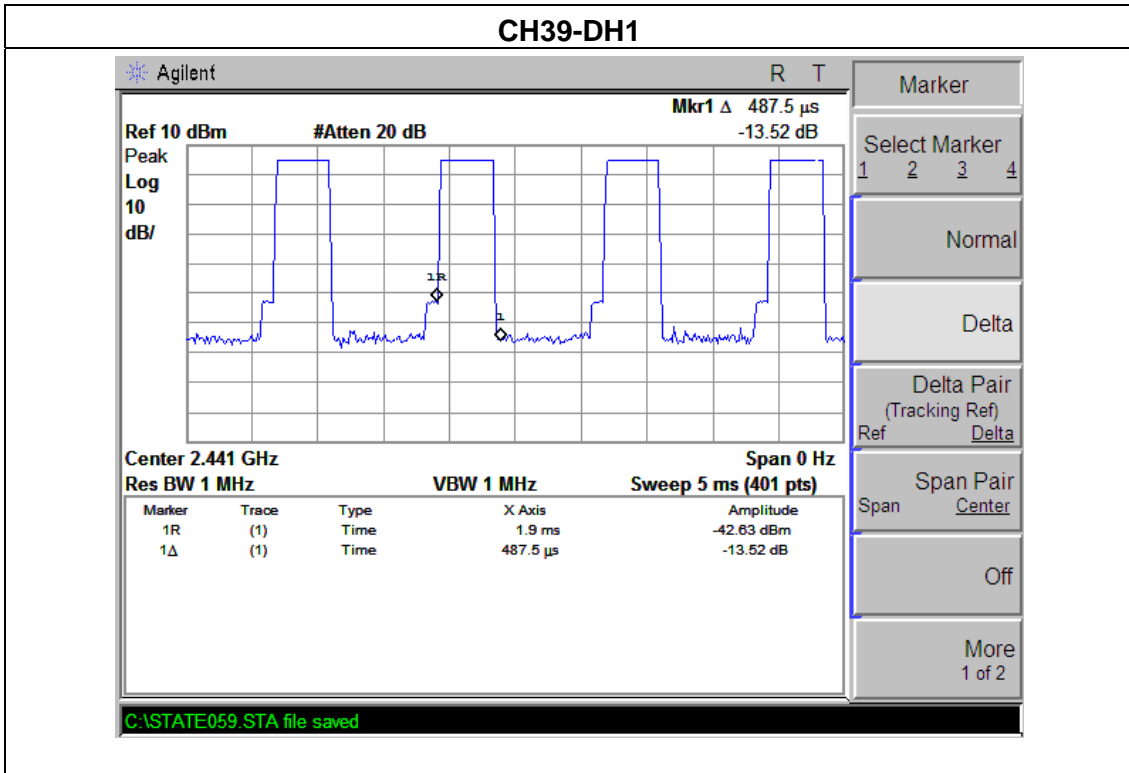 CH39-DH1
Agilent R T
Mkr1 Δ 487.5 µs
Ref 10 dBm #Atten 20 dB -13.52 dB
Peak
Log
10
dB/
1R
1
Center 2.441 GHz Span 0 Hz
Res BW 1 MHz VBW 1 MHz Sweep 5 ms (401 pts)
Marker Trace Type X Axis Amplitude
1R (1) Time 1.9 ms -42.63 dBm
1Δ (1) Time 487.5 µs -13.52 dB
C:\STATE059.STA file saved
Marker
Select Marker
1 2 3 4
Normal
Delta
Delta Pair
(Tracking Ref)
Ref Delta
Span Pair
Span Center
Off
More
1 of 2